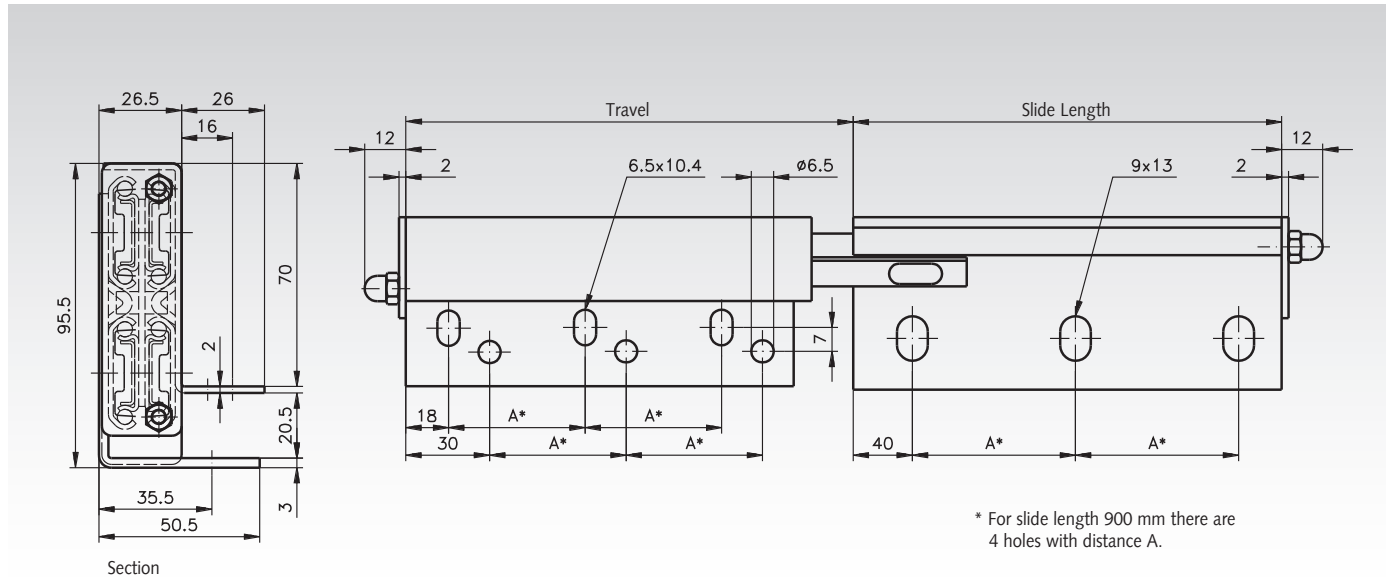 26.5
26
16
Travel
Slide Length
12
2
6.5x10.4
ø6.5
9x13
2
12
95.5
70
2
20.5
3
7
18
A*
A*
30
A*
A*
40
A*
A*
35.5
50.5
* For slide length 900 mm there are
4 holes with distance A.
Section